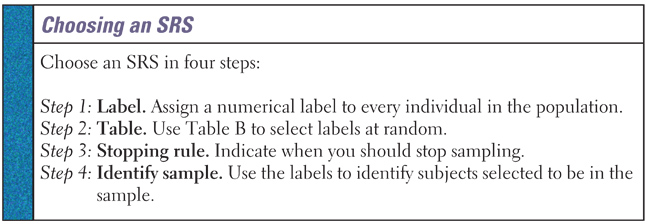 Choosing an SRS
Choose an SRS in four steps:
Step 1: Label. Assign a numerical label to every individual in the population.
Step 2: Table. Use Table B to select labels at random.
Step 3: Stopping rule. Indicate when you should stop sampling.
Step 4: Identify sample. Use the labels to identify subjects selected to be in the
sample.